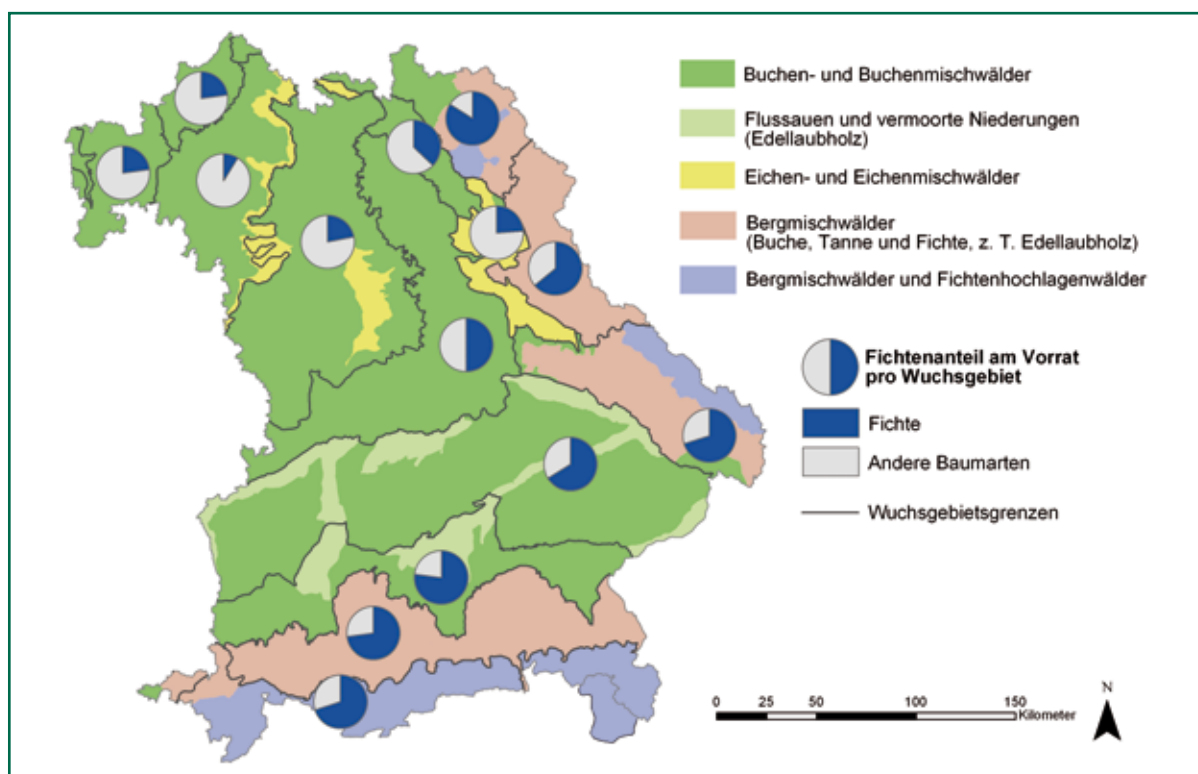 Buchen- und Buchenmischwälder
Flussauen und vermoorte Niederungen
(Edellaubholz)
Eichen- und Eichenmischwälder
Bergmischwälder
(Buche, Tanne und Fichte, z. T. Edellaubholz)
Bergmischwälder und Fichtenhochlagenwälder
Fichtenanteil am Vorrat
pro Wuchsgebiet
Fichte
Andere Baumarten
Wuchsgebietsgrenzen
0 25 50 100 150
Kilometer
N